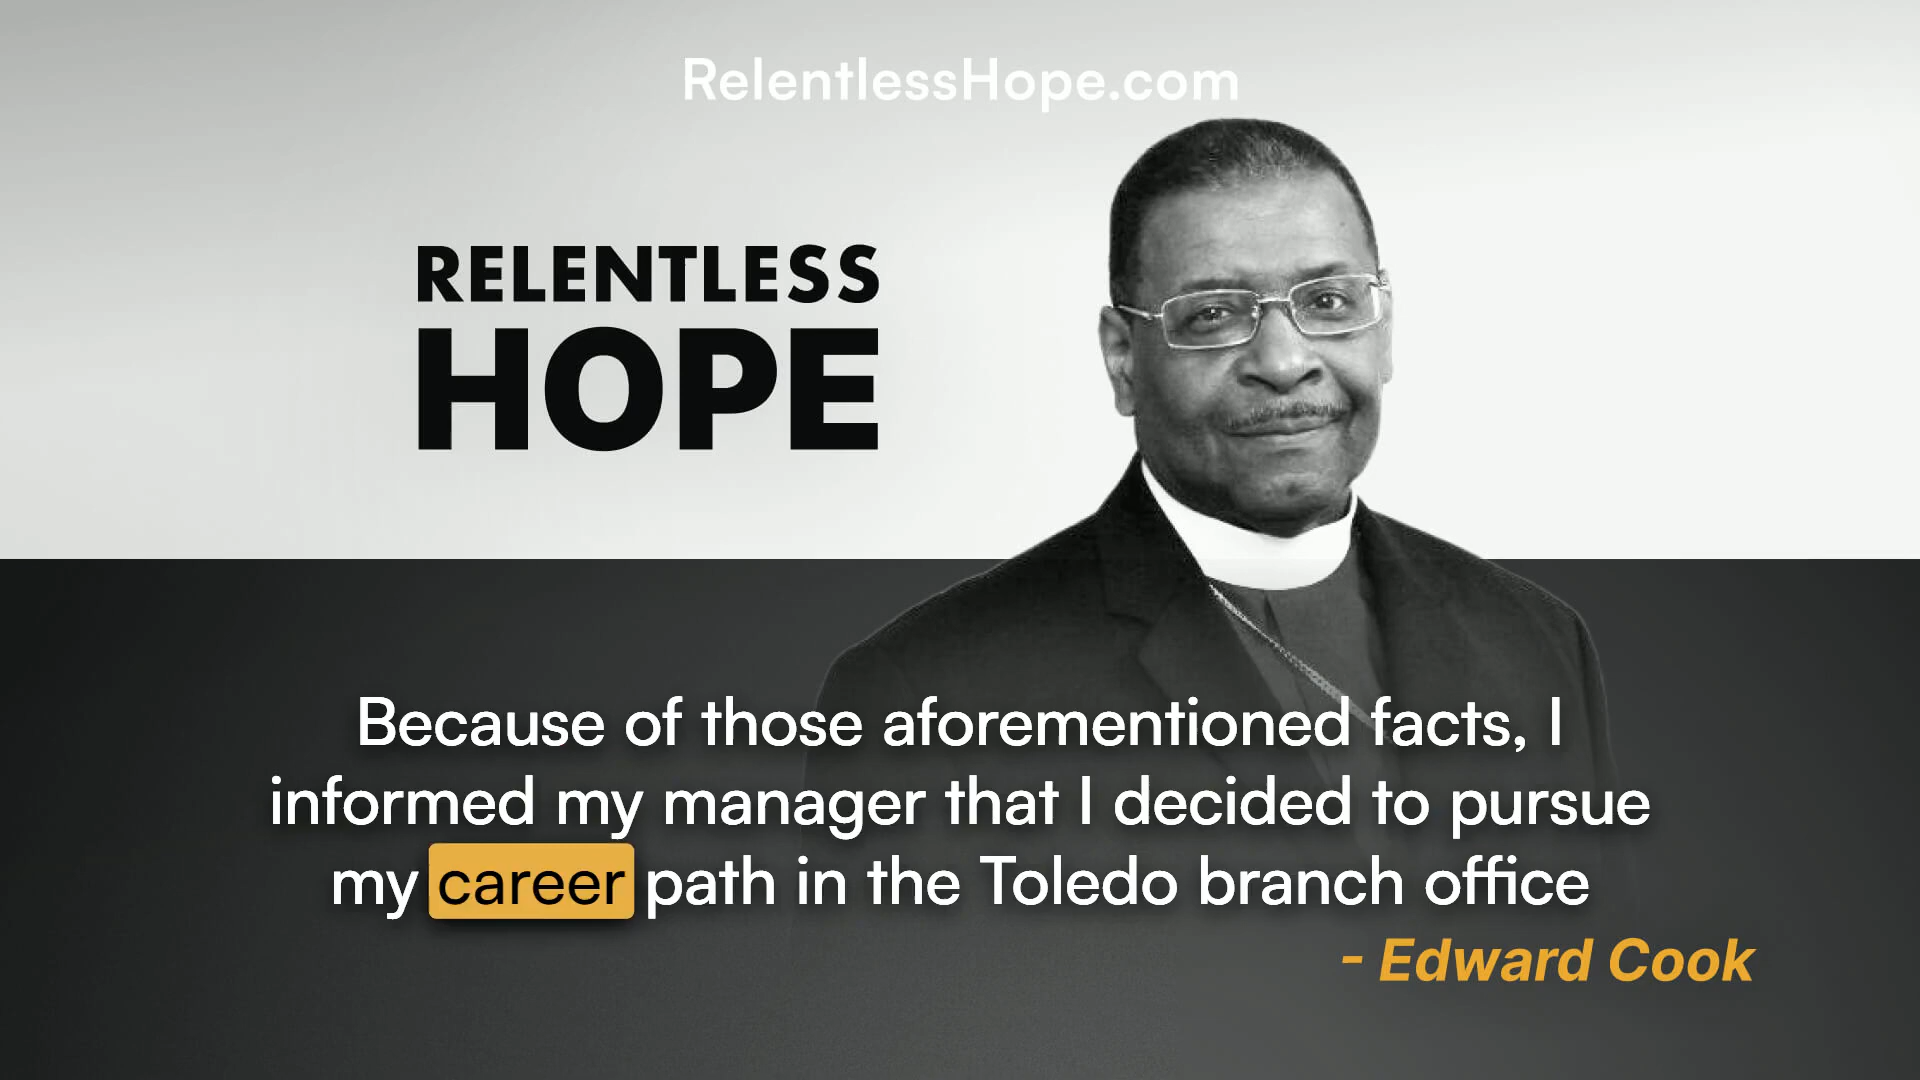 RelentlessHope.com
RELENTLESS
HOPE
Because of those aforementioned facts, I
informed my manager that I decided to pursue
my career path in the Toledo branch office
- Edward Cook